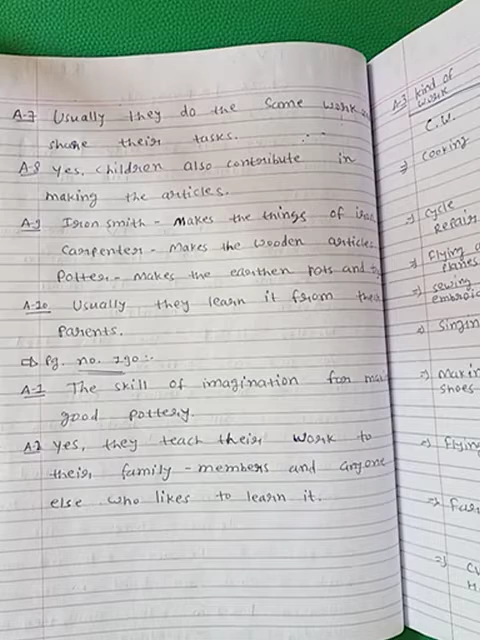 A-7 Usually they do the same work
share their tasks.
A-8 Yes, children also contribute in
making the articles.
A-9 Iron smith - Makes the things of iron
Carpenter - Makes the wooden articles
Potter - makes the earthen pots and
A-10 Usually they learn it from their
Parents.
⇨ Pg. no. 290:-
A-1 The skill of imagination for
good pottery.
A-2 Yes, they teach their work to
their family - members and anyone
else who likes to learn it.
A-3 kind of
work
C.W.
⇒ Cooking
⇒ Cycle
repair
⇒ Flying
⇒ sewing
⇒
⇒ making
shoes
⇒ Flying
⇒
⇒